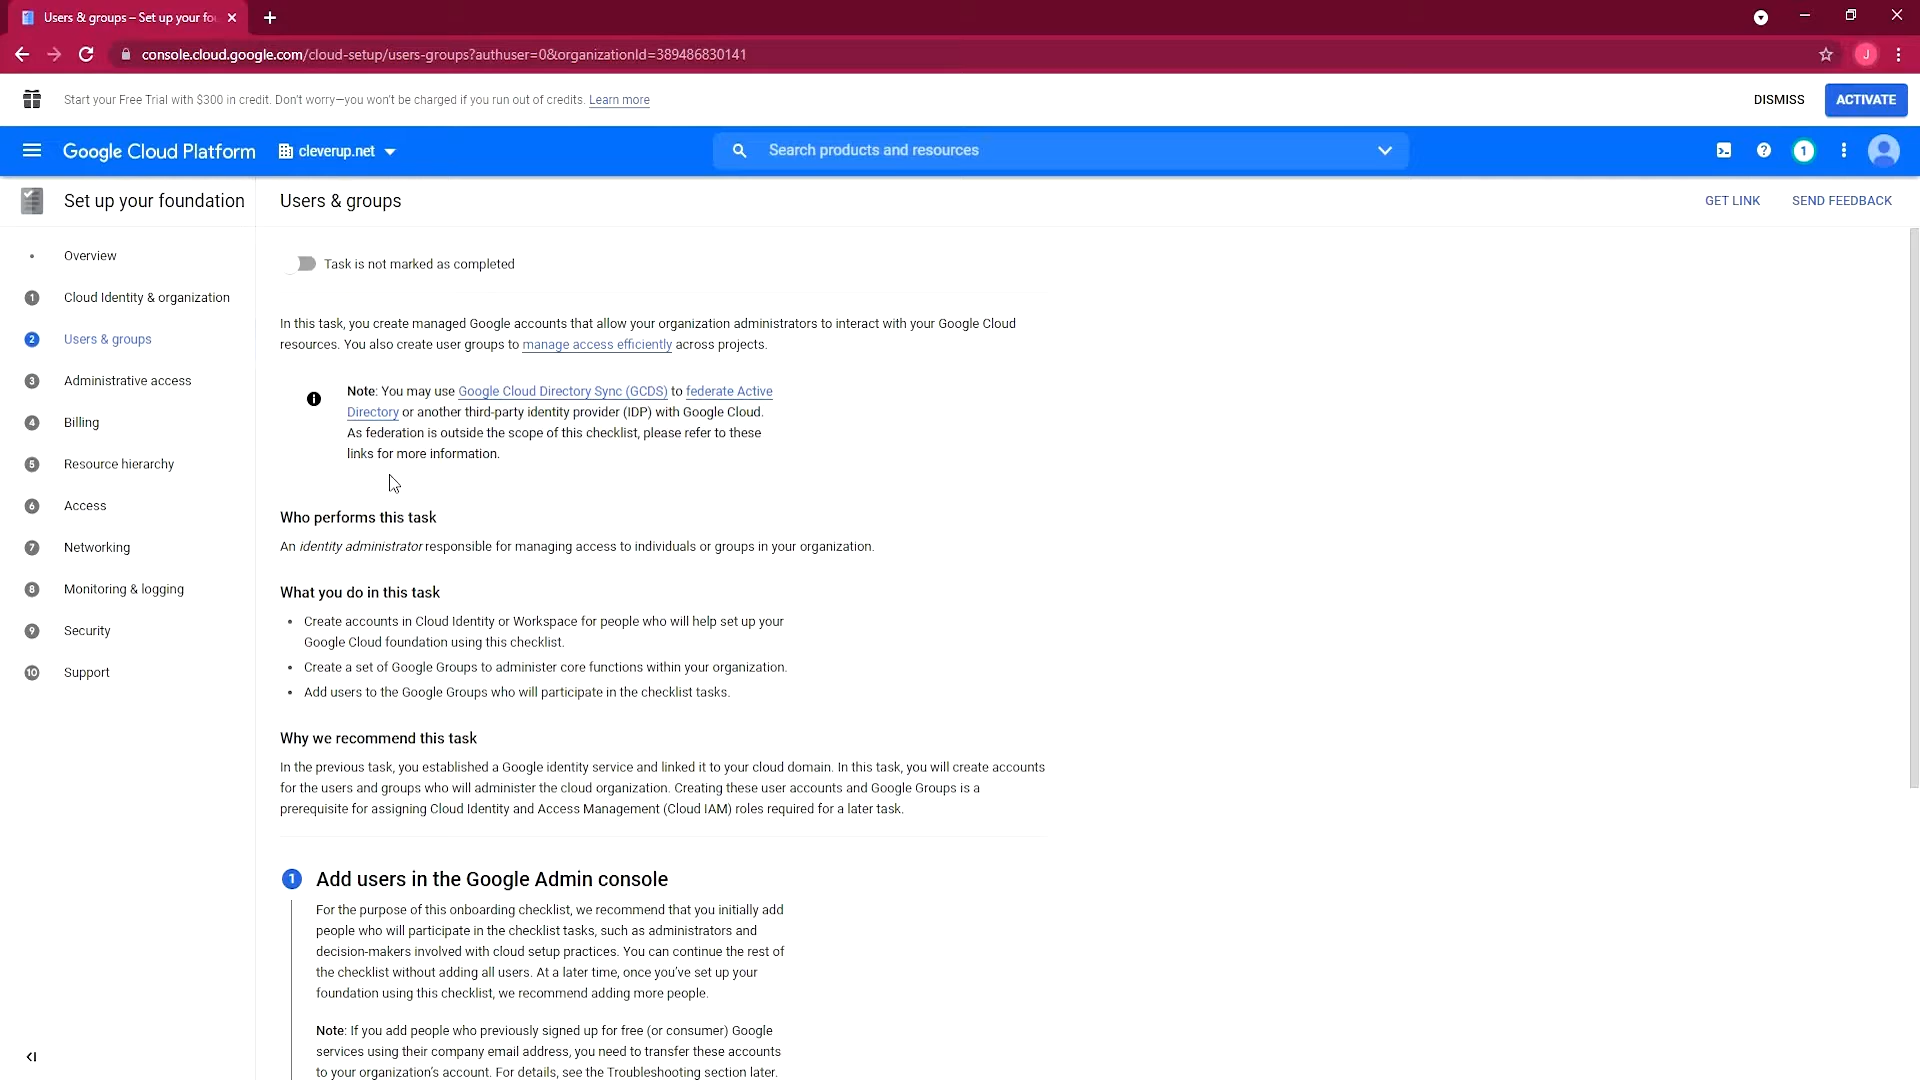 Users & groups – Set up your fo
console.cloud.google.com/cloud-setup/users-groups?authuser=0&organizationId=389486830141
J
Start your Free Trial with $300 in credit. Don't worry—you won't be charged if you run out of credits. Learn more
DISMISS
ACTIVATE
Google Cloud Platform
cleverup.net
Search products and resources
1
Set up your foundation
Users & groups
GET LINK
SEND FEEDBACK
Overview
1 Cloud Identity & organization
2 Users & groups
3 Administrative access
4 Billing
5 Resource hierarchy
6 Access
7 Networking
8 Monitoring & logging
9 Security
10 Support
Task is not marked as completed
In this task, you create managed Google accounts that allow your organization administrators to interact with your Google Cloud
resources. You also create user groups to manage access efficiently across projects.
Note: You may use Google Cloud Directory Sync (GCDS) to federate Active
Directory or another third-party identity provider (IDP) with Google Cloud.
As federation is outside the scope of this checklist, please refer to these
links for more information.
Who performs this task
An identity administrator responsible for managing access to individuals or groups in your organization.
What you do in this task
• Create accounts in Cloud Identity or Workspace for people who will help set up your
Google Cloud foundation using this checklist.
• Create a set of Google Groups to administer core functions within your organization.
• Add users to the Google Groups who will participate in the checklist tasks.
Why we recommend this task
In the previous task, you established a Google identity service and linked it to your cloud domain. In this task, you will create accounts
for the users and groups who will administer the cloud organization. Creating these user accounts and Google Groups is a
prerequisite for assigning Cloud Identity and Access Management (Cloud IAM) roles required for a later task.
1 Add users in the Google Admin console
For the purpose of this onboarding checklist, we recommend that you initially add
people who will participate in the checklist tasks, such as administrators and
decision-makers involved with cloud setup practices. You can continue the rest of
the checklist without adding all users. At a later time, once you've set up your
foundation using this checklist, we recommend adding more people.
Note: If you add people who previously signed up for free (or consumer) Google
services using their company email address, you need to transfer these accounts
to your organization's account. For details, see the Troubleshooting section later.